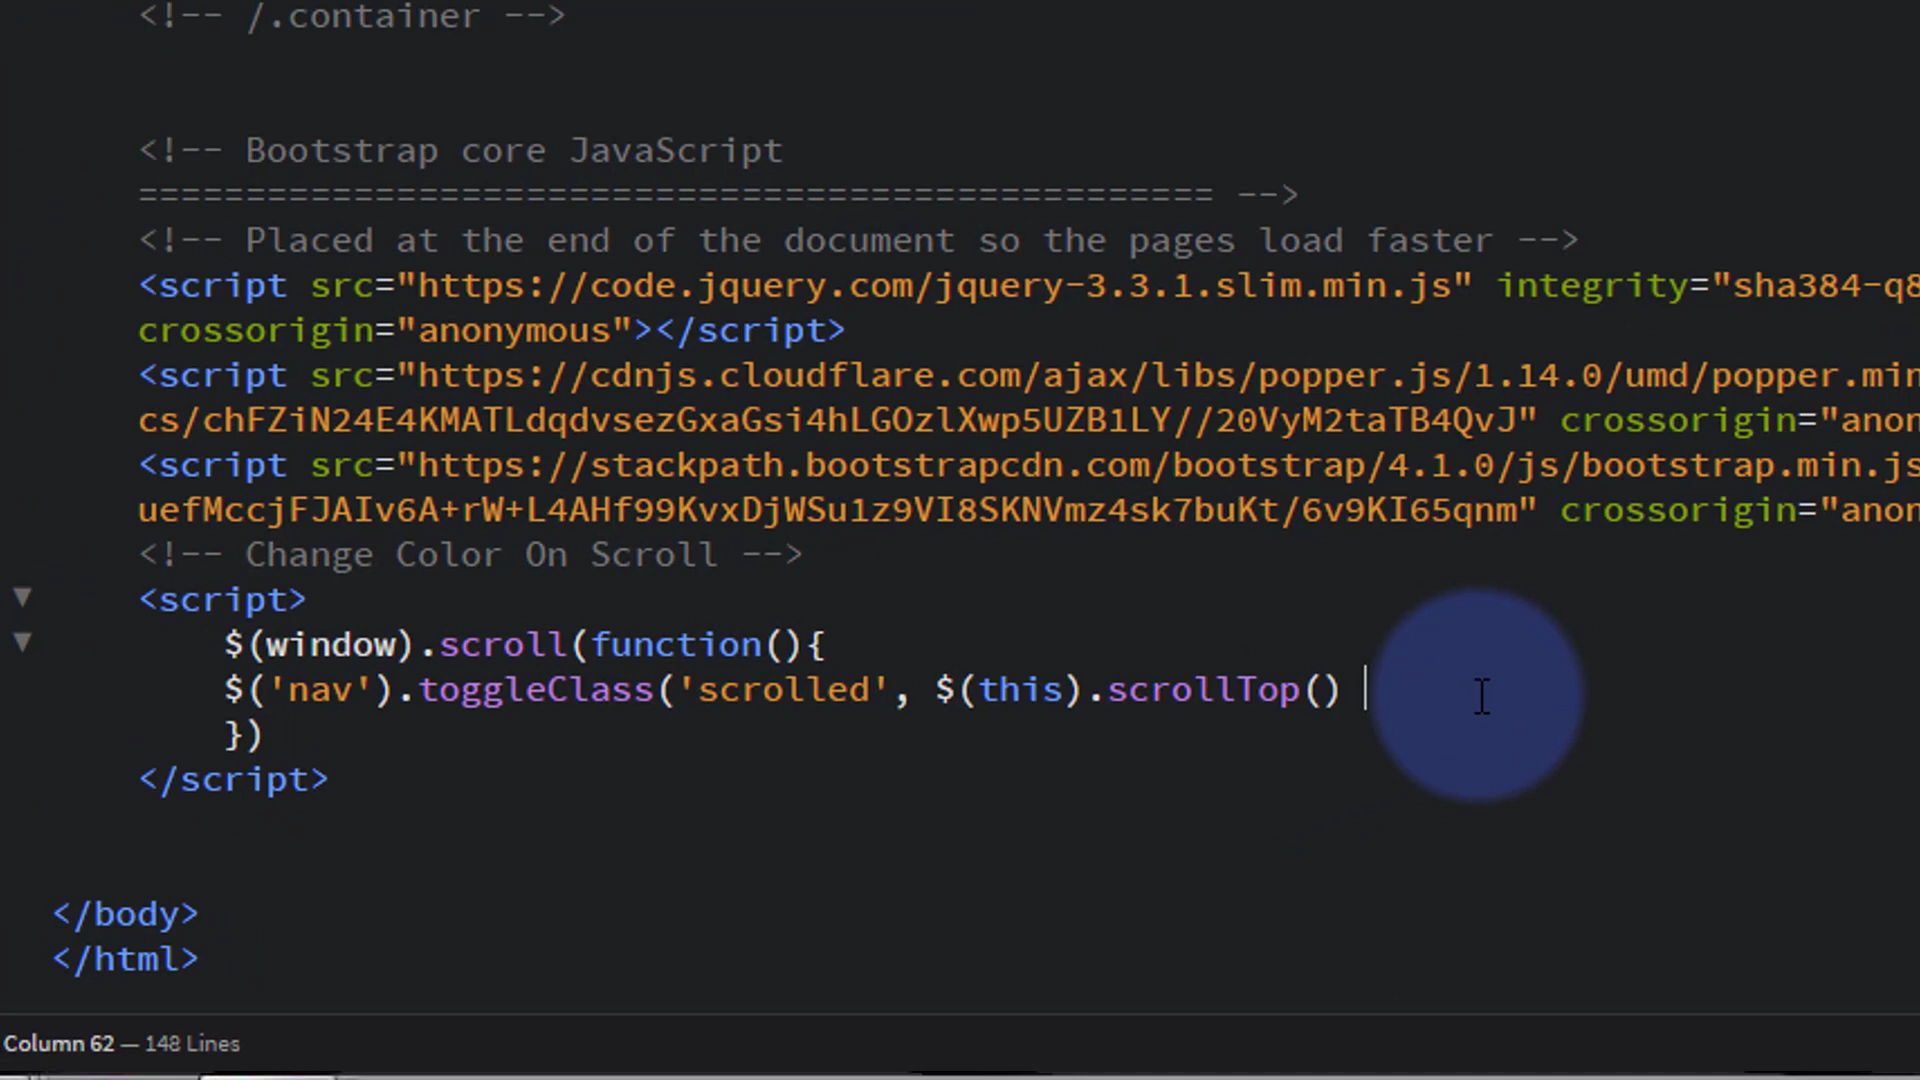 <!-- /.container -->
<!-- Bootstrap core JavaScript
================================================== -->
<!-- Placed at the end of the document so the pages load faster -->
<script src="https://code.jquery.com/jquery-3.3.1.slim.min.js" integrity="sha384-q8
crossorigin="anonymous"></script>
<script src="https://cdnjs.cloudflare.com/ajax/libs/popper.js/1.14.0/umd/popper.min
cs/chFZiN24E4KMATLdqdvsezGxaGsi4hLGOzlXwp5UZB1LY//20VyM2taTB4QvJ" crossorigin="anon
<script src="https://stackpath.bootstrapcdn.com/bootstrap/4.1.0/js/bootstrap.min.js
uefMccjFJAIv6A+rW+L4AHf99KvxDjWSu1z9VI8SKNVmz4sk7buKt/6v9KI65qnm" crossorigin="anon
<!-- Change Color On Scroll -->
<script>
$(window).scroll(function(){
$('nav').toggleClass('scrolled', $(this).scrollTop()
})
</script>
</body>
</html>
Column 62 — 148 Lines